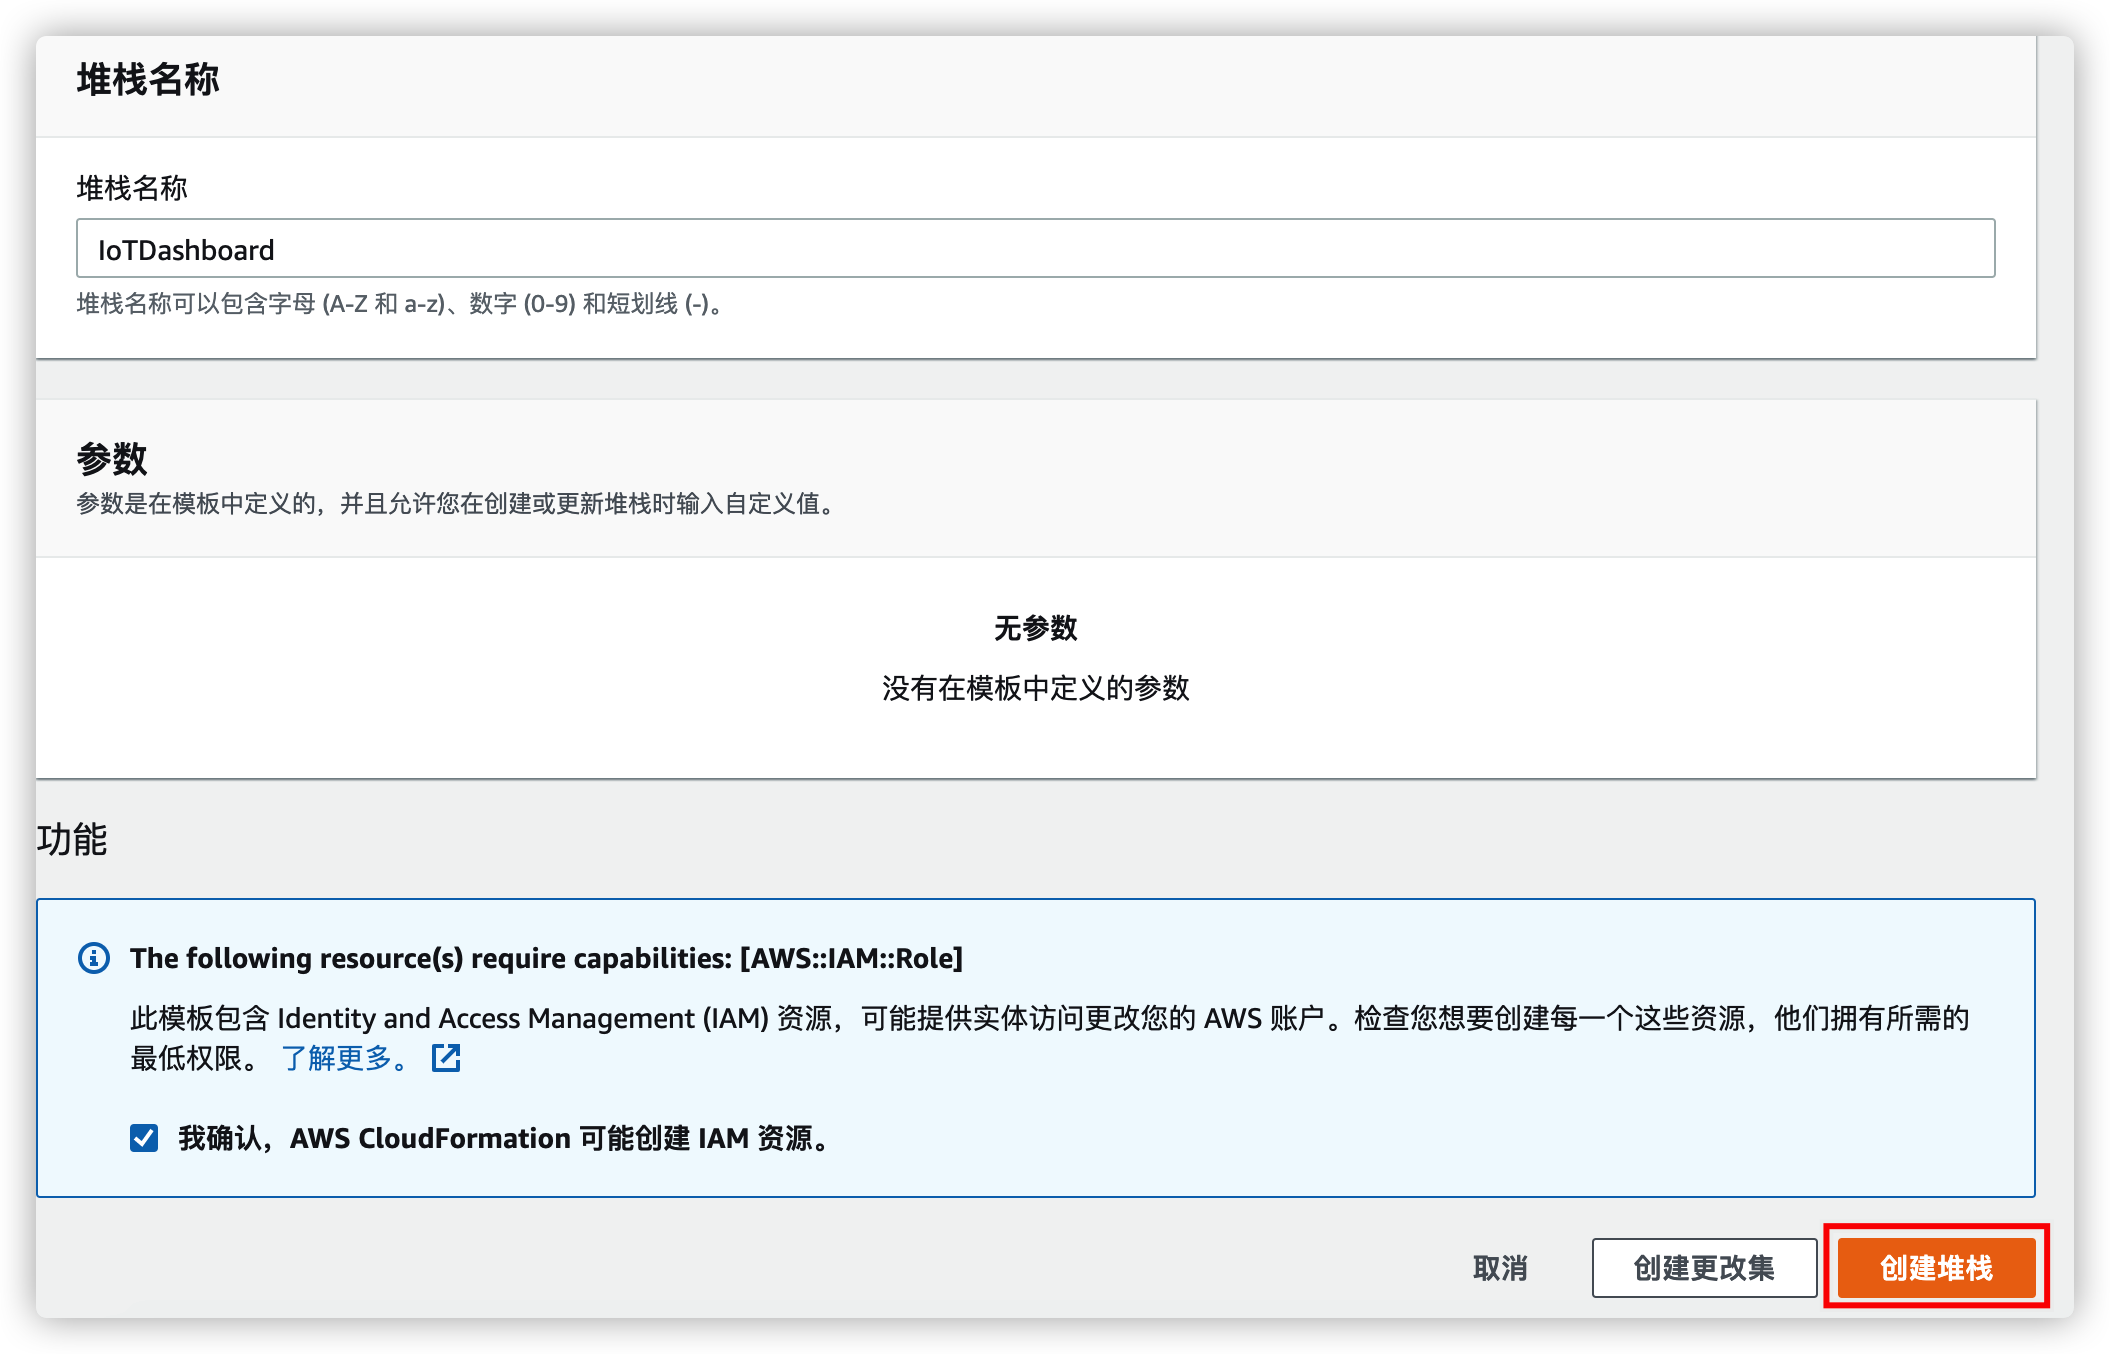 堆栈名称
堆栈名称
IoTDashboard
堆栈名称可以包含字母 (A-Z 和 a-z)、数字 (0-9) 和短划线 (-)。
参数
参数是在模板中定义的，并且允许您在创建或更新堆栈时输入自定义值。
无参数
没有在模板中定义的参数
功能
The following resource(s) require capabilities: [AWS::IAM::Role]
此模板包含 Identity and Access Management (IAM) 资源，可能提供实体访问更改您的 AWS 账户。检查您想要创建每一个这些资源，他们拥有所需的
最低权限。 了解更多。
我确认，AWS CloudFormation 可能创建 IAM 资源。
取消 创建更改集 创建堆栈